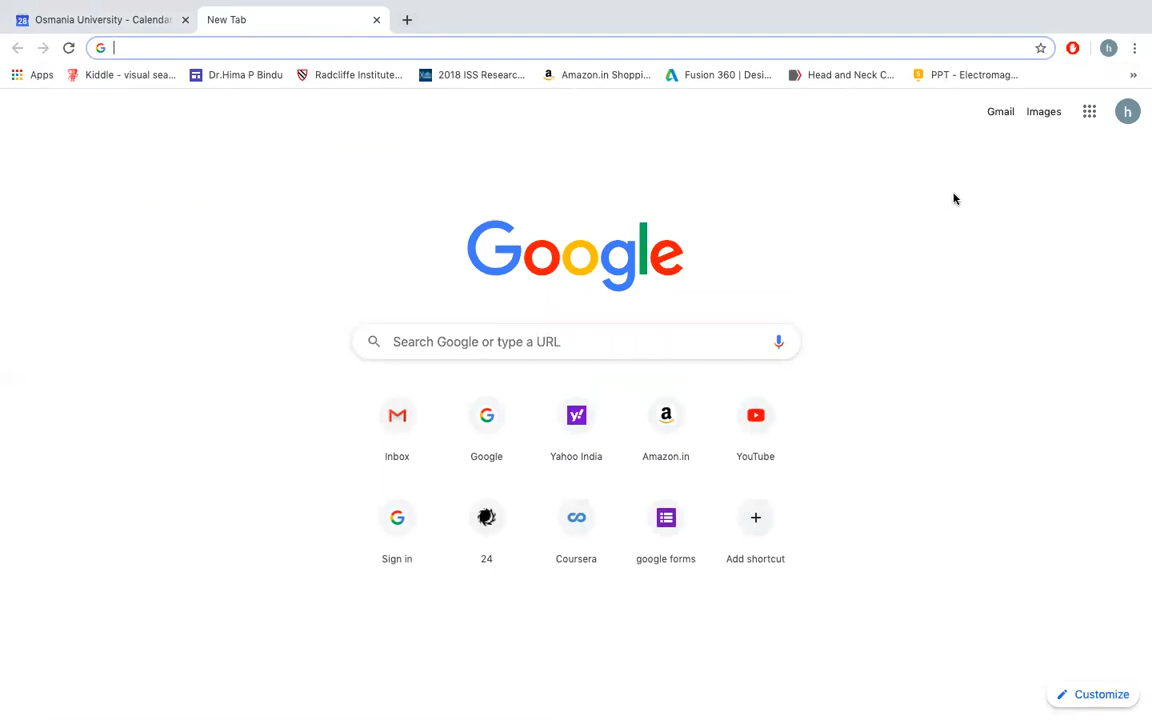 28 Osmania University - Calendar
New Tab
Apps Kiddle - visual sea... Dr.Hima P Bindu Radcliffe Institute... 2018 ISS Researc... a Amazon.in Shoppi... Fusion 360 | Desi... Head and Neck C... PPT - Electromag... »
Gmail Images h
Google
Search Google or type a URL
Inbox Google Yahoo India Amazon.in YouTube
Sign in 24 Coursera google forms Add shortcut
Customize